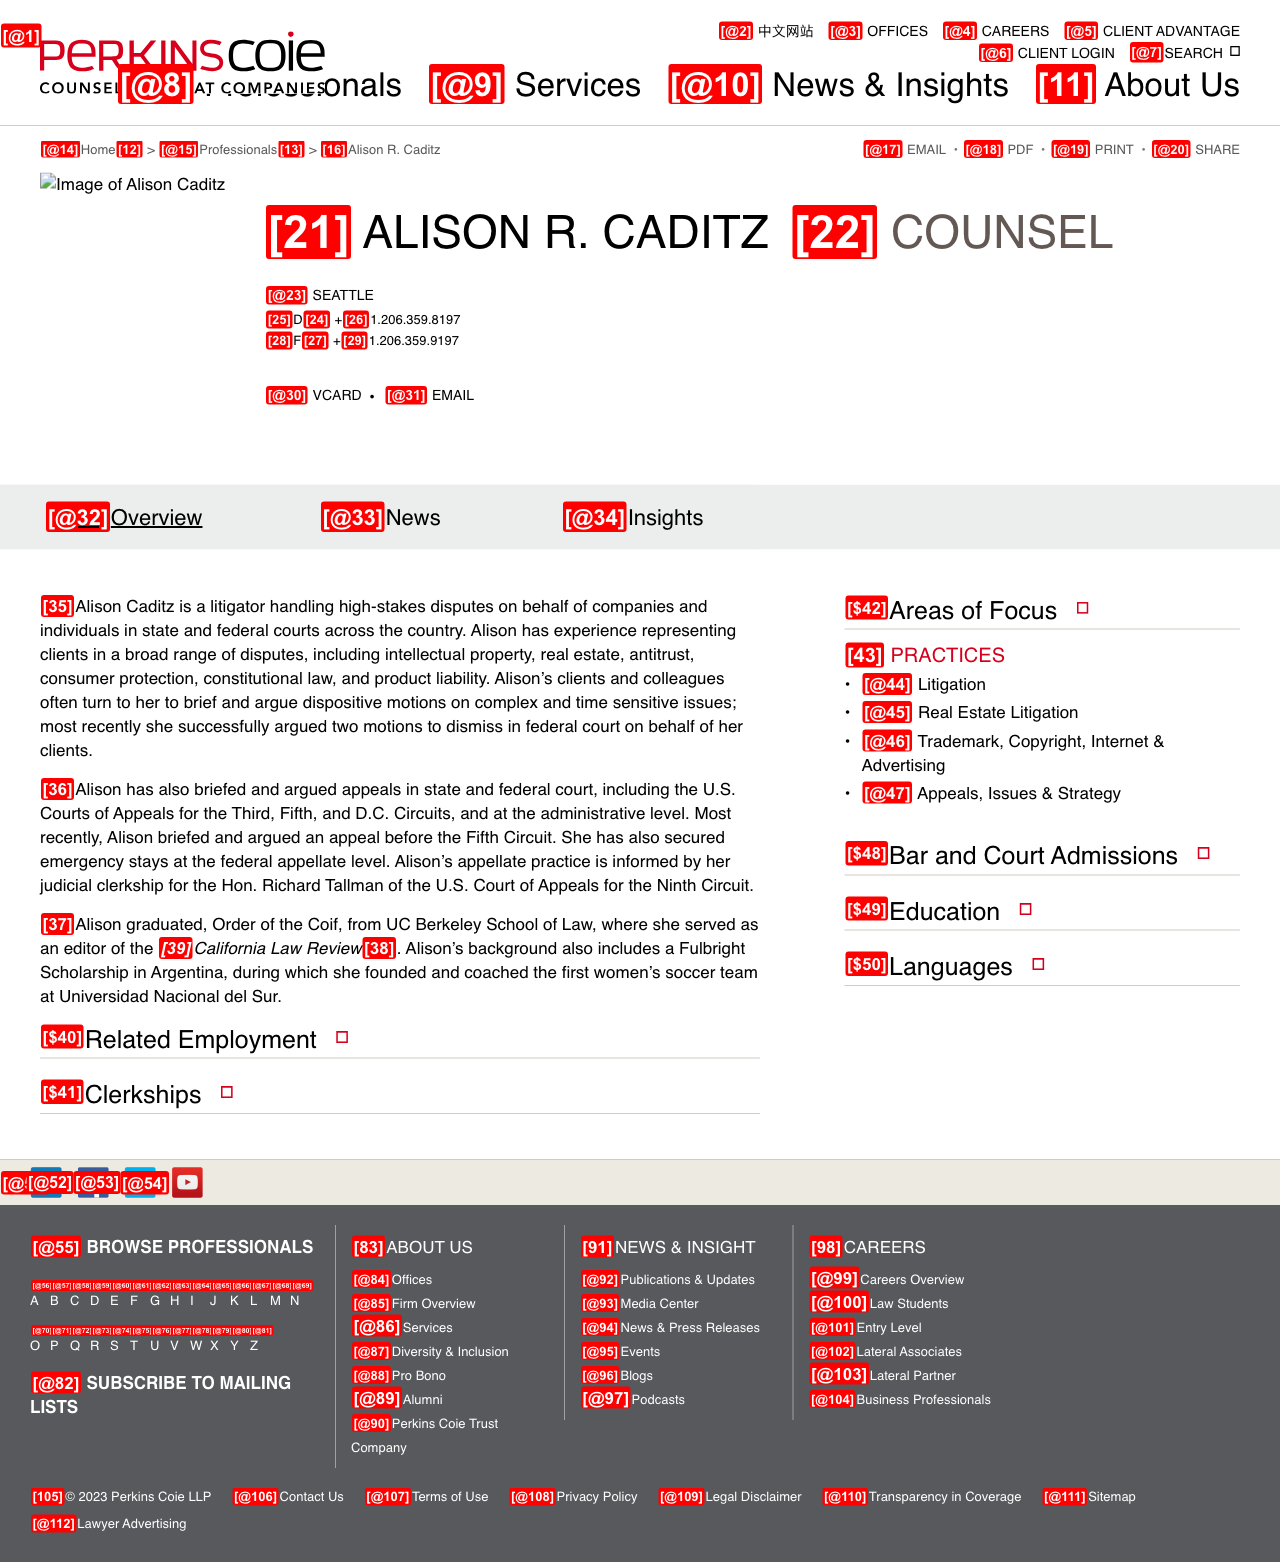 [@1]
PERKINSCOIE
COUNSEL AT COMPANIES
[@2] 中文网站 [@3] OFFICES [@4] CAREERS [@5] CLIENT ADVANTAGE
[@6] CLIENT LOGIN [@7]SEARCH
[@8] onals [@9] Services [@10] News & Insights [11] About Us
[@14]Home[12] > [@15]Professionals[13] > [16]Alison R. Caditz
[@17] EMAIL • [@18] PDF • [@19] PRINT • [@20] SHARE
Image of Alison Caditz
[21] ALISON R. CADITZ [22] COUNSEL
[@23] SEATTLE
[25]D[24] +[26]1.206.359.8197
[28]F[27] +[29]1.206.359.9197
[@30] VCARD • [@31] EMAIL
[@32]Overview [@33]News [@34]Insights
[35]Alison Caditz is a litigator handling high-stakes disputes on behalf of companies and
individuals in state and federal courts across the country. Alison has experience representing
clients in a broad range of disputes, including intellectual property, real estate, antitrust,
consumer protection, constitutional law, and product liability. Alison’s clients and colleagues
often turn to her to brief and argue dispositive motions on complex and time sensitive issues;
most recently she successfully argued two motions to dismiss in federal court on behalf of her
clients.
[36]Alison has also briefed and argued appeals in state and federal court, including the U.S.
Courts of Appeals for the Third, Fifth, and D.C. Circuits, and at the administrative level. Most
recently, Alison briefed and argued an appeal before the Fifth Circuit. She has also secured
emergency stays at the federal appellate level. Alison’s appellate practice is informed by her
judicial clerkship for the Hon. Richard Tallman of the U.S. Court of Appeals for the Ninth Circuit.
[37]Alison graduated, Order of the Coif, from UC Berkeley School of Law, where she served as
an editor of the [39]California Law Review[38]. Alison’s background also includes a Fulbright
Scholarship in Argentina, during which she founded and coached the first women’s soccer team
at Universidad Nacional del Sur.
[$40]Related Employment
[$41]Clerkships
[$42]Areas of Focus
[43] PRACTICES
• [@44] Litigation
• [@45] Real Estate Litigation
• [@46] Trademark, Copyright, Internet &
Advertising
• [@47] Appeals, Issues & Strategy
[$48]Bar and Court Admissions
[$49]Education
[$50]Languages
[@52] [@53] [@54]
[@55] BROWSE PROFESSIONALS
[@56][@57][@58][@59][@60][@61][@62][@63][@64][@65][@66][@67][@68][@69]
A B C D E F G H I J K L M N
[@70][@71][@72][@73][@74][@75][@76][@77][@78][@79][@80][@81]
O P Q R S T U V W X Y Z
[@82] SUBSCRIBE TO MAILING
LISTS
[83]ABOUT US
[@84]Offices
[@85]Firm Overview
[@86]Services
[@87]Diversity & Inclusion
[@88]Pro Bono
[@89]Alumni
[@90]Perkins Coie Trust
Company
[91]NEWS & INSIGHT
[@92]Publications & Updates
[@93]Media Center
[@94]News & Press Releases
[@95]Events
[@96]Blogs
[@97]Podcasts
[98]CAREERS
[@99]Careers Overview
[@100]Law Students
[@101]Entry Level
[@102]Lateral Associates
[@103]Lateral Partner
[@104]Business Professionals
[105]© 2023 Perkins Coie LLP [@106]Contact Us [@107]Terms of Use [@108]Privacy Policy [@109]Legal Disclaimer [@110]Transparency in Coverage [@111]Sitemap
[@112]Lawyer Advertising